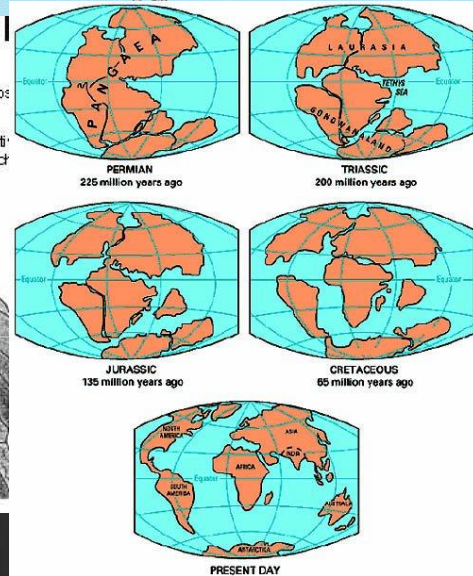 Equator
PANGAEA
PERMIAN
225 million years ago
LAURASIA
Equator
TETHYS
SEA
GONDWANALAND
TRIASSIC
200 million years ago
Equator
JURASSIC
135 million years ago
Equator
CRETACEOUS
65 million years ago
NORTH
AMERICA
ASIA
INDIA
AFRICA
Equator
SOUTH
AMERICA
AUSTRALIA
ANTARCTICA
PRESENT DAY